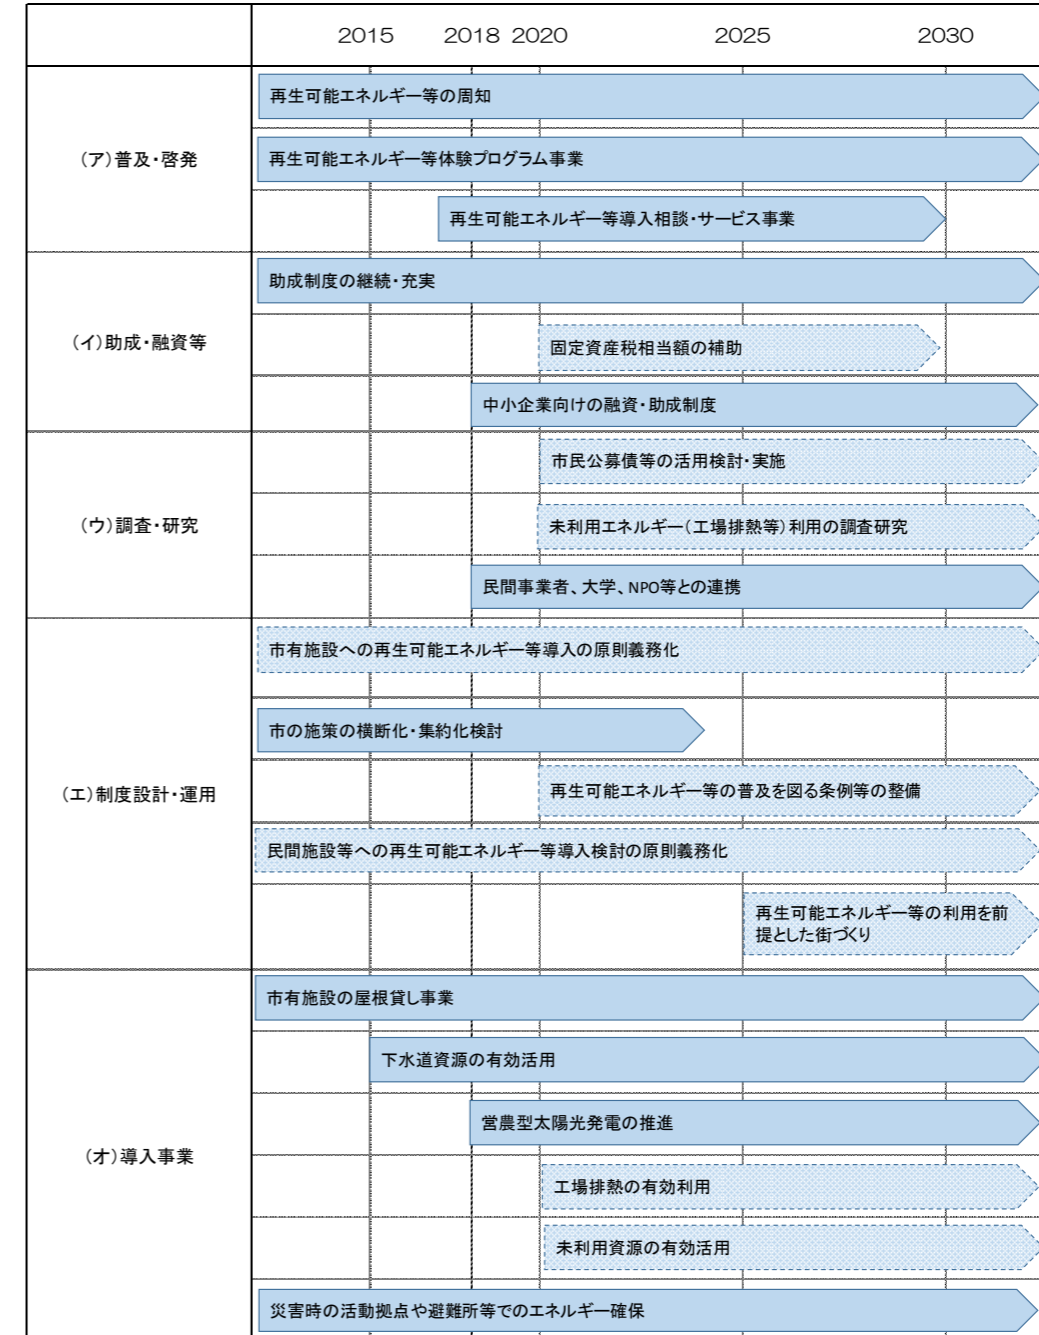 2015 2018 2020 2025 2030
(ア)普及・啓発
再生可能エネルギー等の周知
再生可能エネルギー等体験プログラム事業
再生可能エネルギー等導入相談・サービス事業
(イ)助成・融資等
助成制度の継続・充実
固定資産税相当額の補助
中小企業向けの融資・助成制度
(ウ)調査・研究
市民公募債等の活用検討・実施
未利用エネルギー(工場排熱等)利用の調査研究
民間事業者、大学、NPO等との連携
(エ)制度設計・運用
市有施設への再生可能エネルギー等導入の原則義務化
市の施策の横断化・集約化検討
再生可能エネルギー等の普及を図る条例等の整備
民間施設等への再生可能エネルギー等導入検討の原則義務化
再生可能エネルギー等の利用を前
提とした街づくり
(オ)導入事業
市有施設の屋根貸し事業
下水道資源の有効活用
営農型太陽光発電の推進
工場排熱の有効利用
未利用資源の有効活用
災害時の活動拠点や避難所等でのエネルギー確保